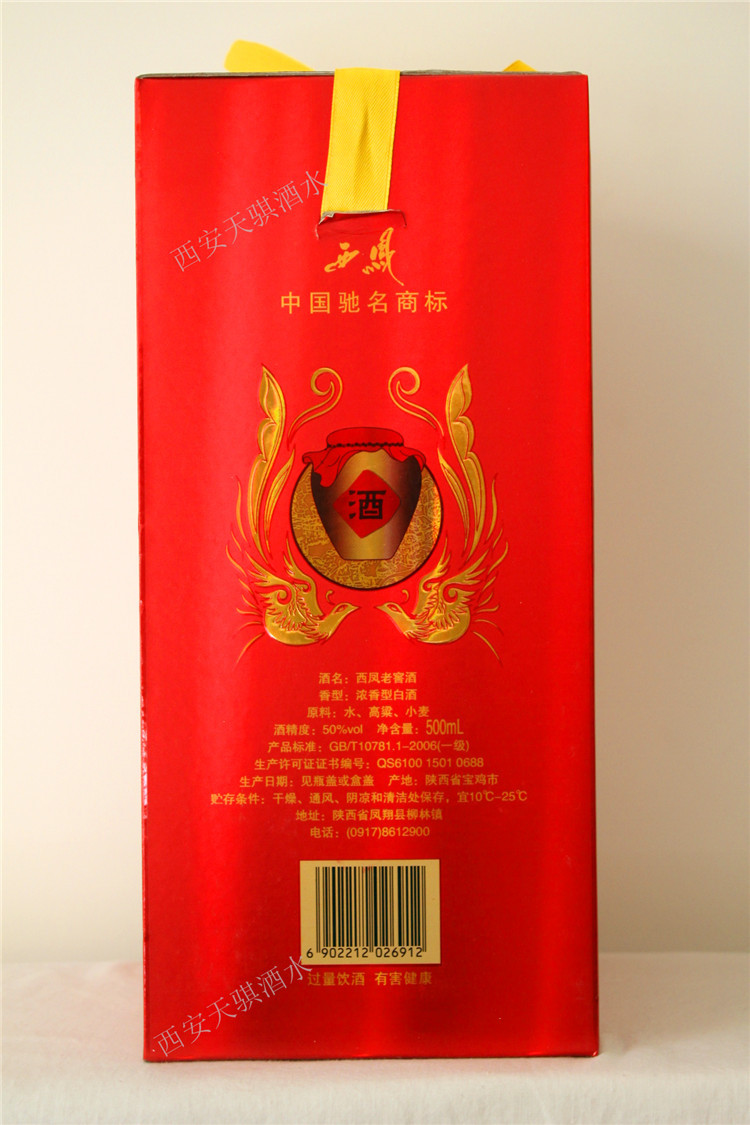 西安天骐酒水
西凤
中国驰名商标
酒
酒名：西凤老窖酒
香型：浓香型白酒
原料：水、高粱、小麦
酒精度：50%vol 净含量：500mL
产品标准：GB/T10781.1-2006(一级)
生产许可证证书编号：QS6100 1501 0688
生产日期：见瓶盖或盒盖 产地：陕西省宝鸡市
贮存条件：干燥、通风、阴凉和清洁处保存，宜10℃-25℃
地址：陕西省凤翔县柳林镇
电话：(0917)8612900
6 902212 026912
过量饮酒 有害健康
西安天骐酒水